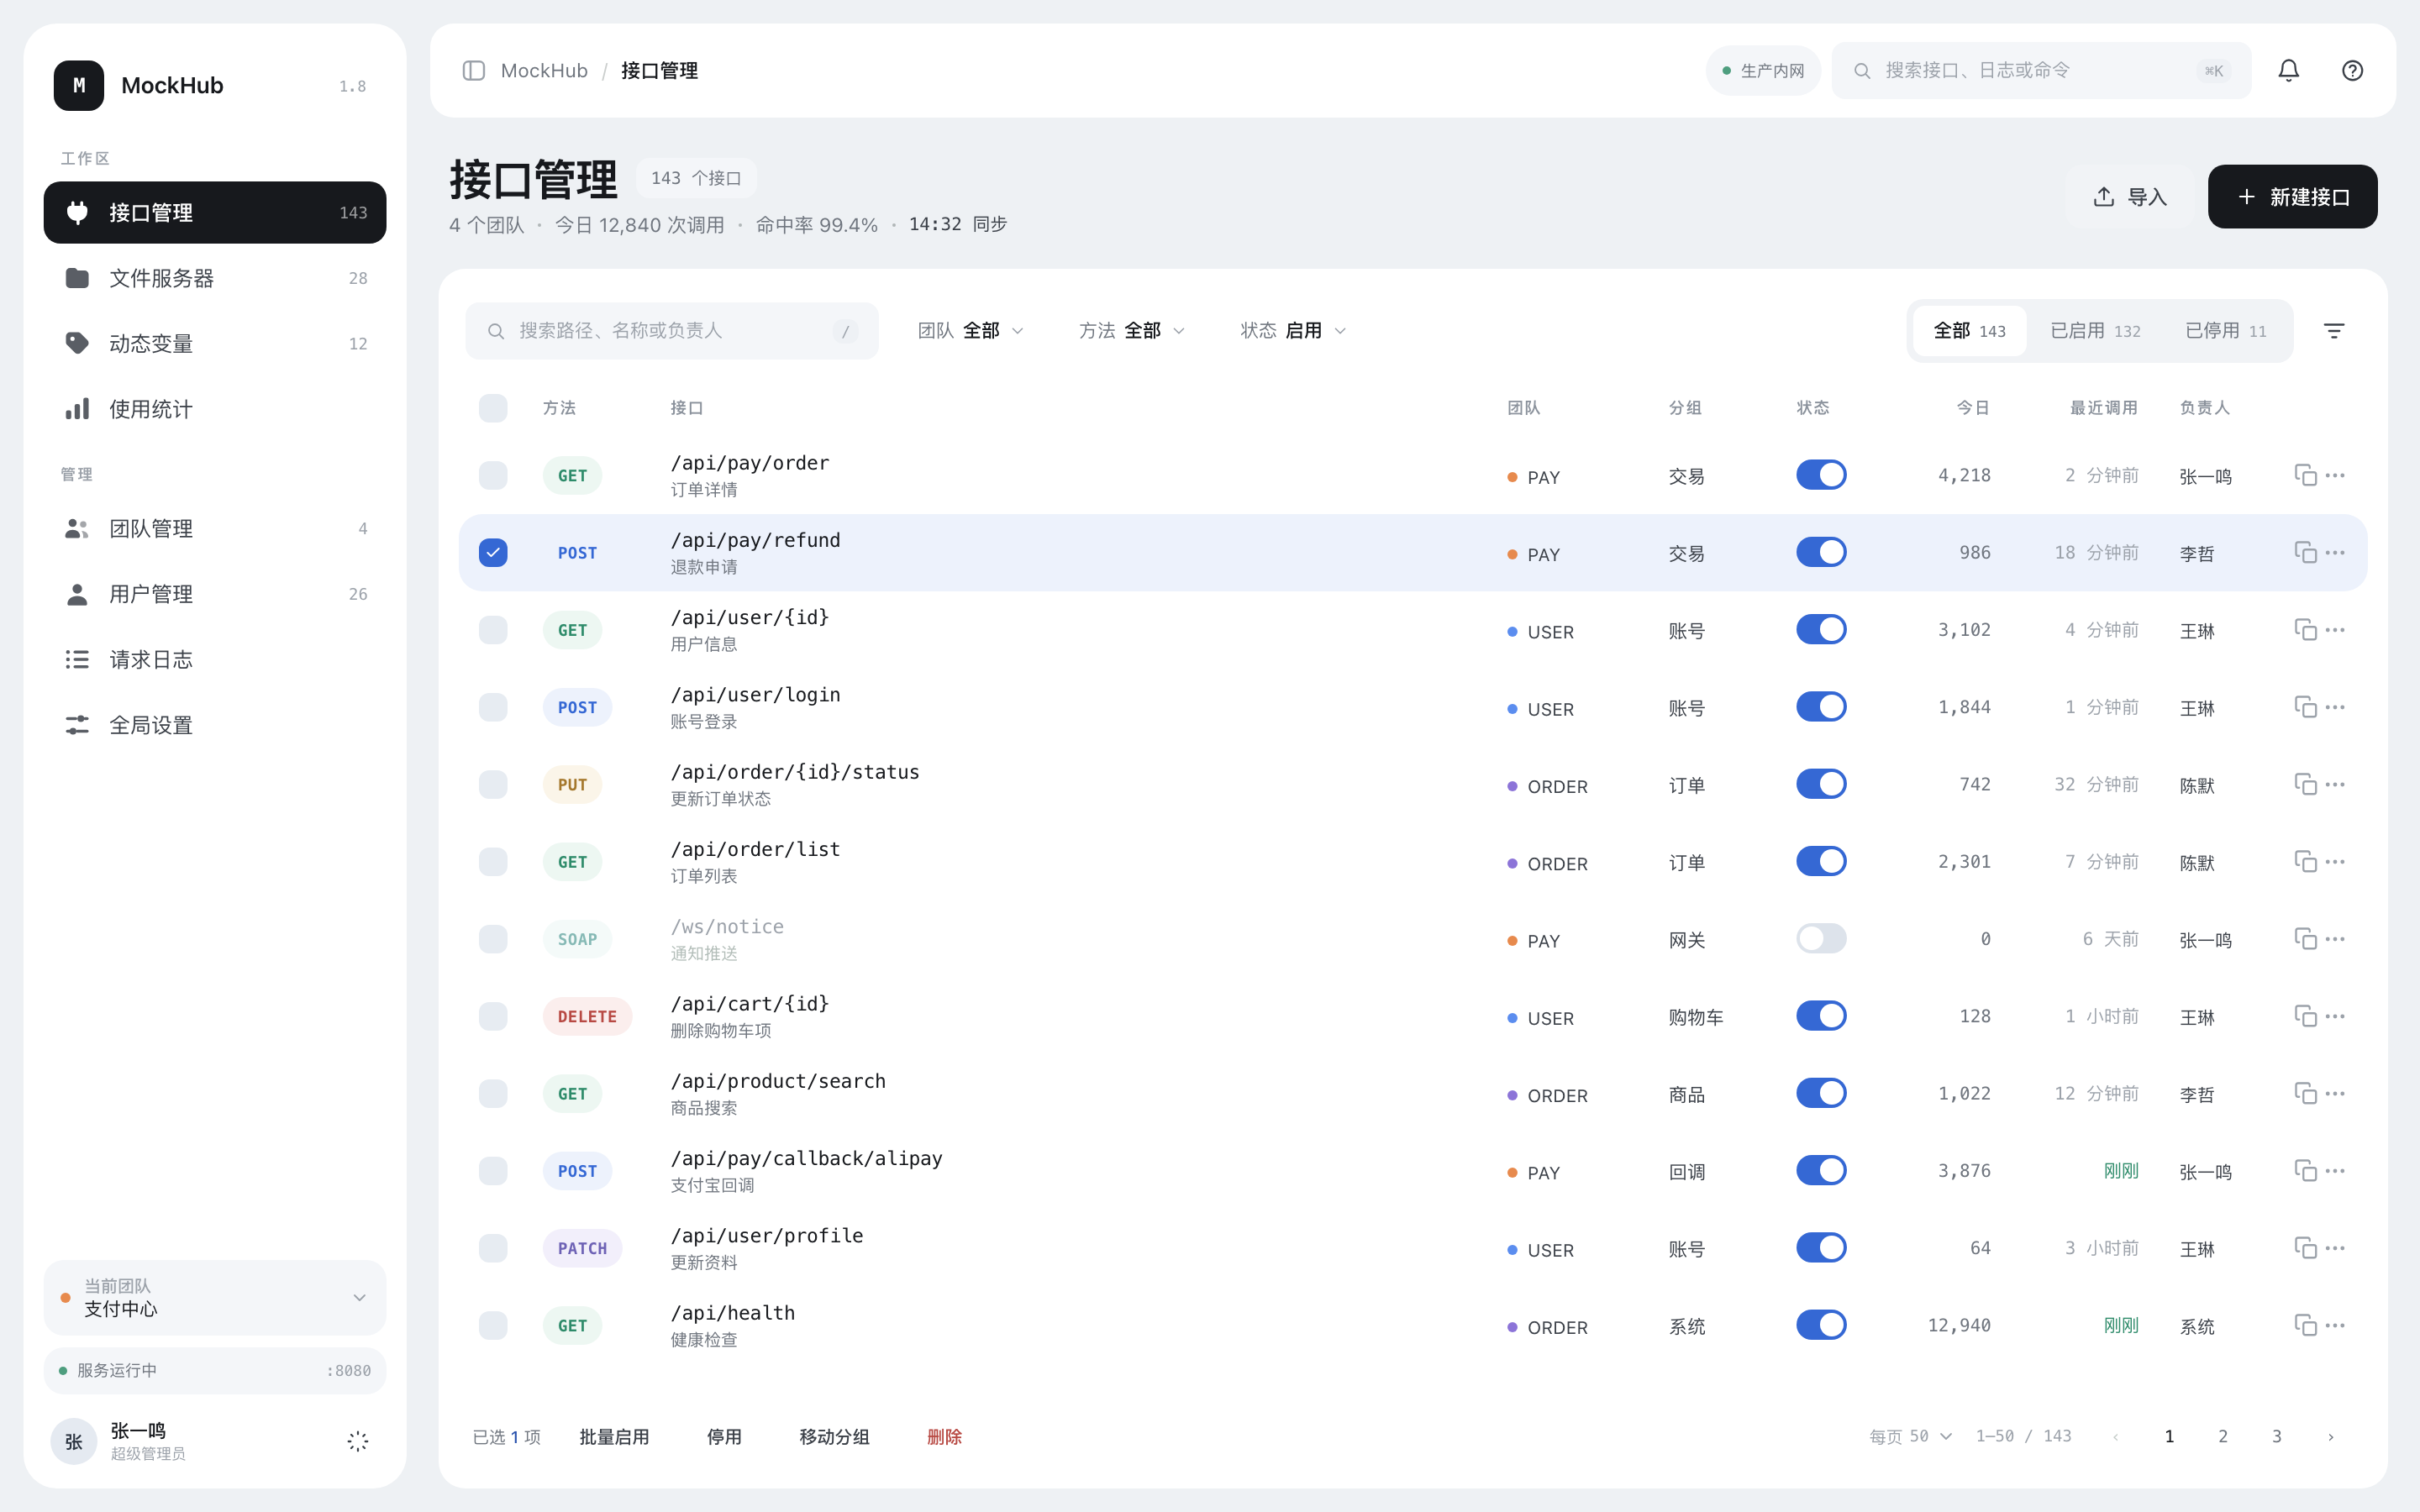 M MockHub 1.8
工作区
接口管理 143
文件服务器 28
动态变量 12
使用统计
管理
团队管理 4
用户管理 26
请求日志
全局设置
当前团队
支付中心
服务运行中 :8080
张 张一鸣
超级管理员
MockHub / 接口管理
生产内网
搜索接口、日志或命令 ⌘K
接口管理 143 个接口
4 个团队 · 今日 12,840 次调用 · 命中率 99.4% · 14:32 同步
导入
新建接口
搜索路径、名称或负责人 /
团队 全部
方法 全部
状态 启用
全部 143 已启用 132 已停用 11
方法 接口 团队 分组 状态 今日 最近调用 负责人
GET /api/pay/order PAY 交易 4,218 2 分钟前 张一鸣
订单详情
POST /api/pay/refund PAY 交易 986 18 分钟前 李哲
退款申请
GET /api/user/{id} USER 账号 3,102 4 分钟前 王琳
用户信息
POST /api/user/login USER 账号 1,844 1 分钟前 王琳
账号登录
PUT /api/order/{id}/status ORDER 订单 742 32 分钟前 陈默
更新订单状态
GET /api/order/list ORDER 订单 2,301 7 分钟前 陈默
订单列表
SOAP /ws/notice PAY 网关 0 6 天前 张一鸣
通知推送
DELETE /api/cart/{id} USER 购物车 128 1 小时前 王琳
删除购物车项
GET /api/product/search ORDER 商品 1,022 12 分钟前 李哲
商品搜索
POST /api/pay/callback/alipay PAY 回调 3,876 刚刚 张一鸣
支付宝回调
PATCH /api/user/profile USER 账号 64 3 小时前 王琳
更新资料
GET /api/health ORDER 系统 12,940 刚刚 系统
健康检查
已选 1 项 批量启用 停用 移动分组 删除
每页 50 1–50 / 143 ‹ 1 2 3 ›